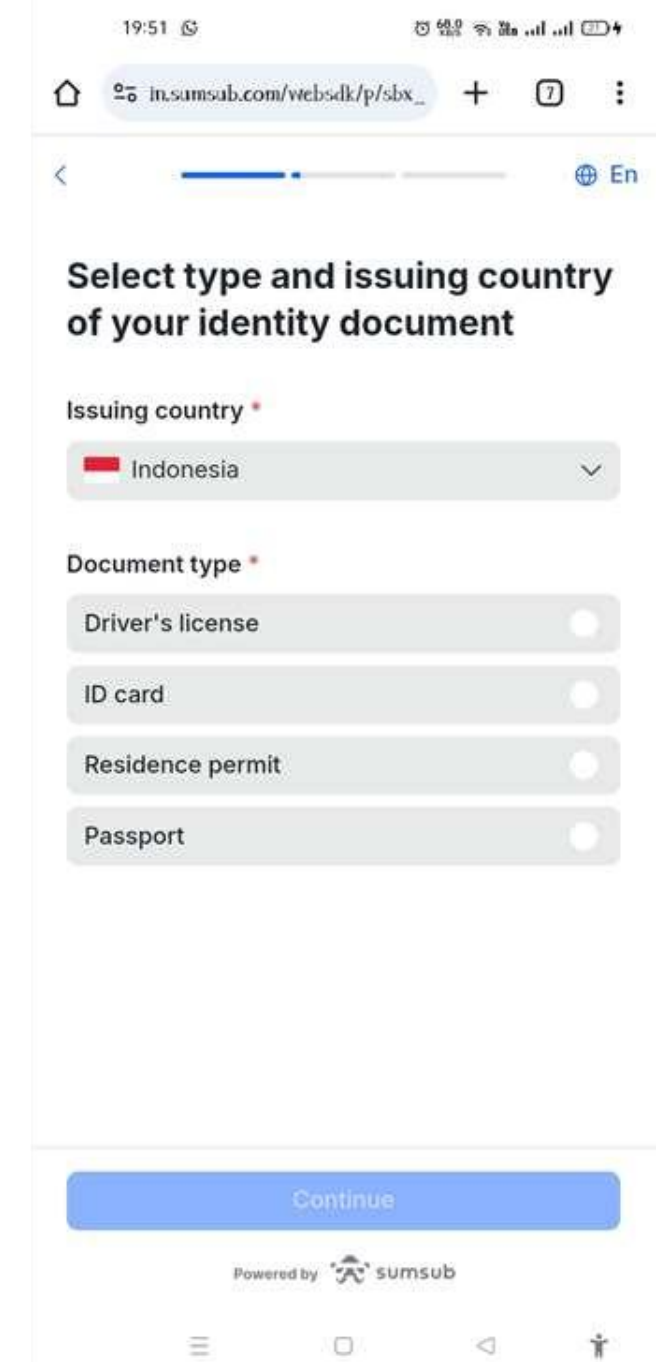 19:51
in.sumsub.com/websdk/p/sbx_
7
En
Select type and issuing country
of your identity document
Issuing country *
Indonesia
Document type *
Driver's license
ID card
Residence permit
Passport
Continue
Powered by sumsub